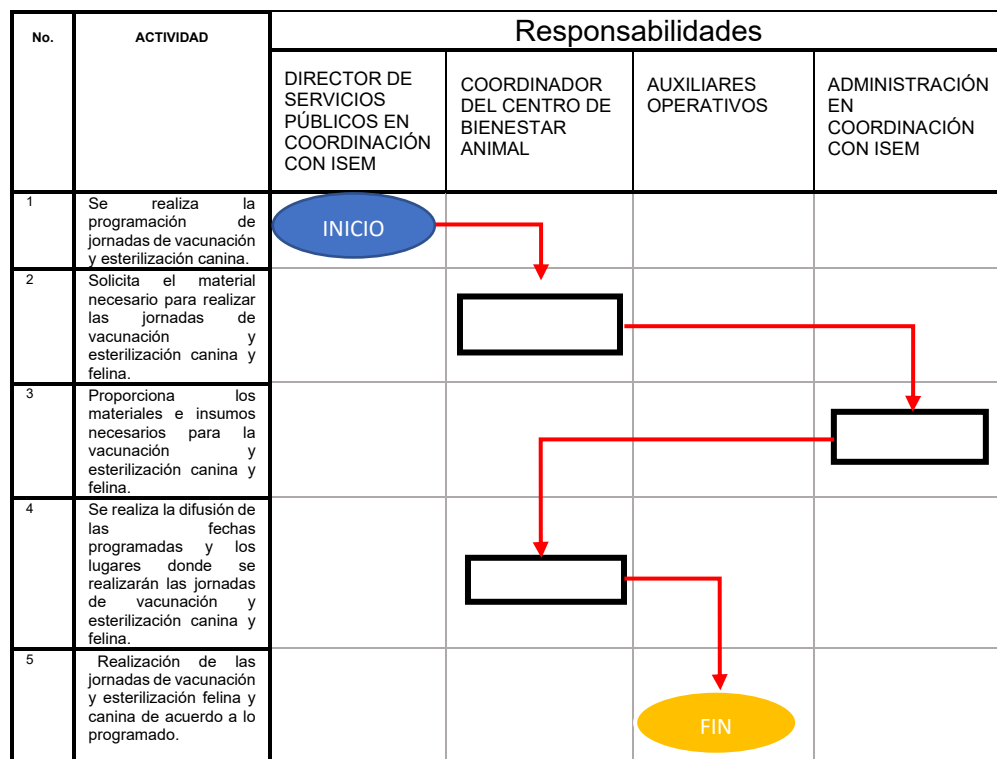 No.
ACTIVIDAD
Responsabilidades
DIRECTOR DE
SERVICIOS
PÚBLICOS EN
COORDINACIÓN
CON ISEM
COORDINADOR
DEL CENTRO DE
BIENESTAR
ANIMAL
AUXILIARES
OPERATIVOS
ADMINISTRACIÓN
EN
COORDINACIÓN
CON ISEM
1
Se realiza la
programación de
jornadas de vacunación
y esterilización canina.
INICIO
2
Solicita el material
necesario para realizar
las jornadas de
vacunación y
esterilización canina y
felina.
3
Proporciona los
materiales e insumos
necesarios para la
vacunación y
esterilización canina y
felina.
4
Se realiza la difusión de
las fechas
programadas y los
lugares donde se
realizarán las jornadas
de vacunación y
esterilización canina y
felina.
5
Realización de las
jornadas de vacunación
y esterilización felina y
canina de acuerdo a lo
programado.
FIN